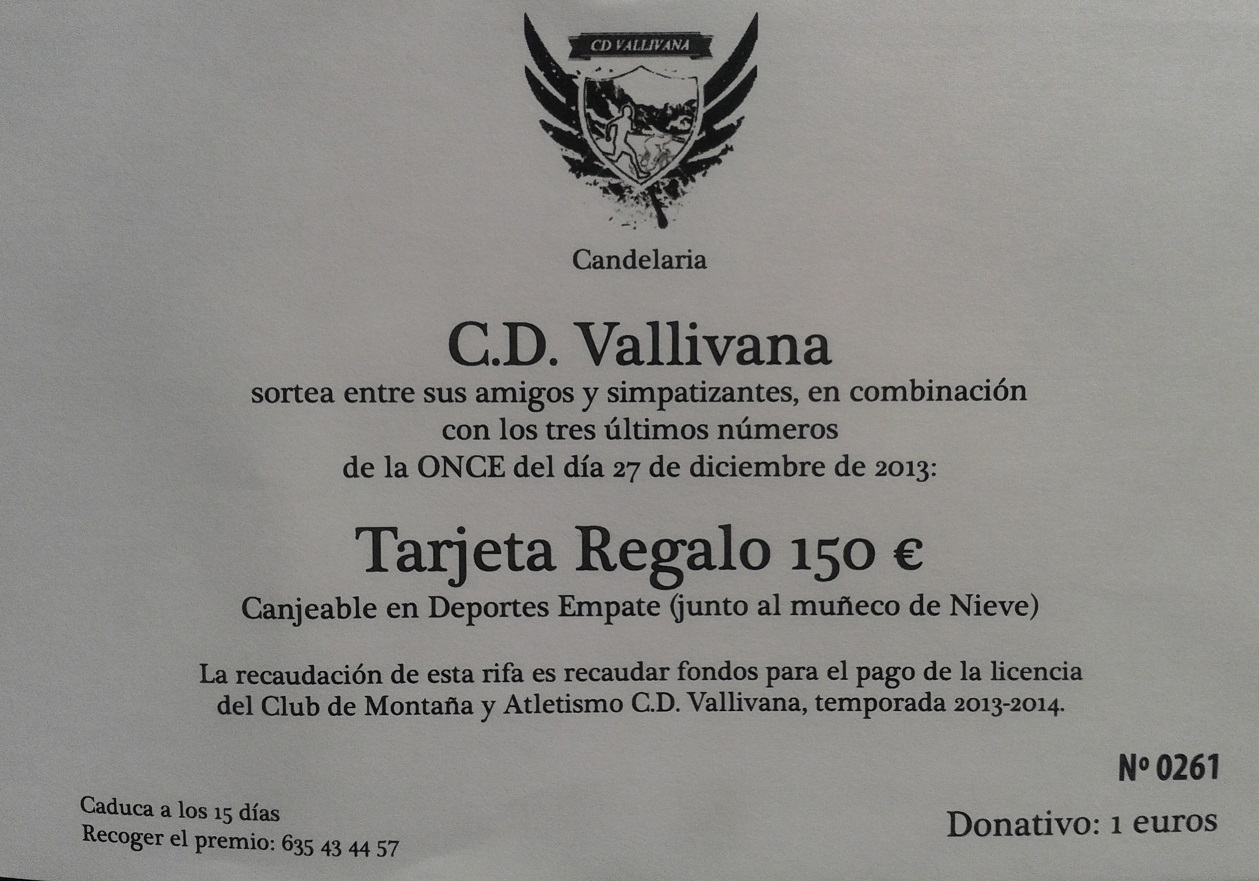 CD VALLIVANA
Candelaria
C.D. Vallivana
sortea entre sus amigos y simpatizantes, en combinación
con los tres últimos números
de la ONCE del día 27 de diciembre de 2013:
Tarjeta Regalo 150 €
Canjeable en Deportes Empate (junto al muñeco de Nieve)
La recaudación de esta rifa es recaudar fondos para el pago de la licencia
del Club de Montaña y Atletismo C.D. Vallivana, temporada 2013-2014.
Nº 0261
Caduca a los 15 días
Donativo: 1 euros
Recoger el premio: 635 43 44 57